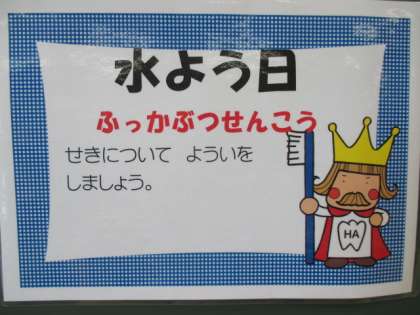 水よう日
ふっかぶつせんこう
せきについて よういを
しましょう。
HA